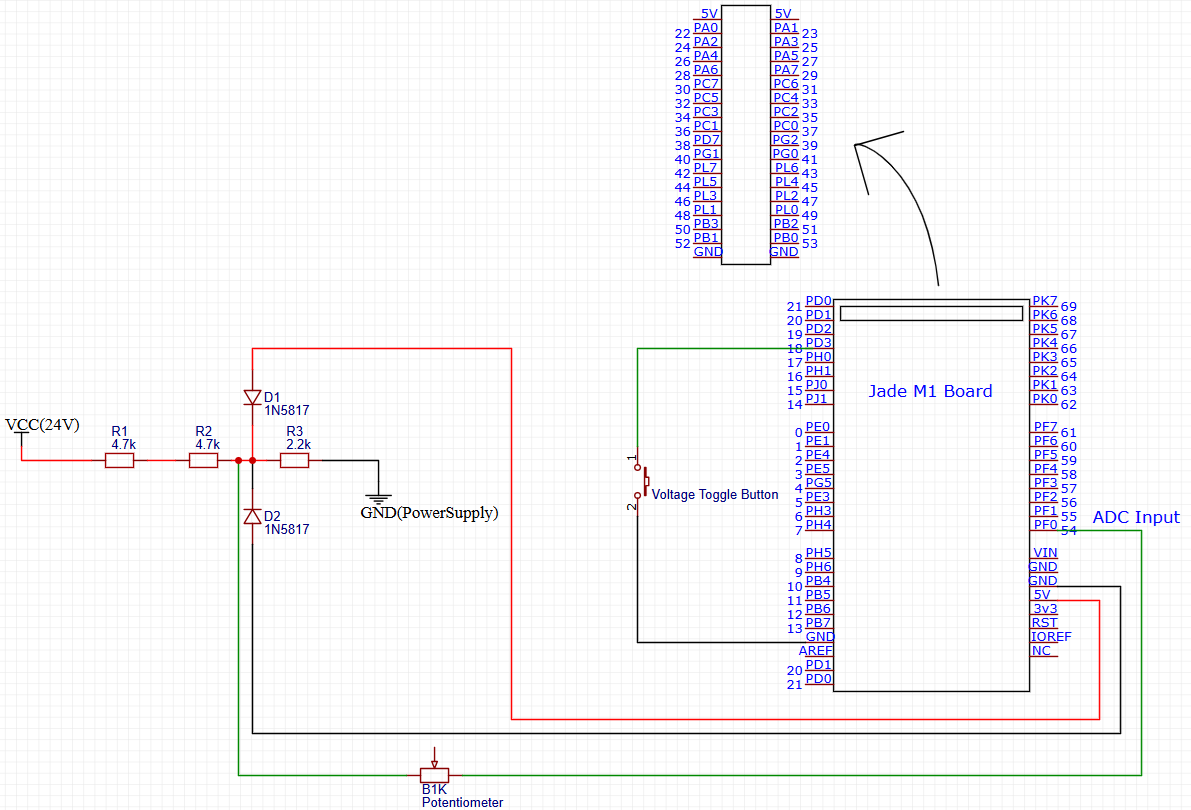 5V 5V
PA0 PA1
22 23
PA2 PA3
24 25
PA4 PA5
26 27
PA6 PA7
28 29
PC7 PC6
30 31
PC5 PC4
32 33
PC3 PC2
34 35
PC1 PC0
36 37
PD7 PG2
38 39
PG1 PG0
40 41
PL7 PL6
42 43
PL5 PL4
44 45
PL3 PL2
46 47
PL1 PL0
48 49
PB3 PB2
50 51
PB1 PB0
52 53
GND GND
PD0 PK7
21 69
PD1 PK6
20 68
PD2 PK5
19 67
PD3 PK4
18 66
PH0 PK3
17 65
PH1 PK2
16 64
PJ0 PK1
15 63
PJ1 PK0
14 62
Jade M1 Board
PE0 PF7
0 61
PE1 PF6
1 60
PE4 PF5
2 59
PE5 PF4
3 58
PG5 PF3
4 57
PE3 PF2
5 56
PH3 PF1
6 55
PH4 PF0
7 54
ADC Input
PH5 VIN
8
PH6 GND
9
PB4 GND
10
PB5 5V
11
PB6 3v3
12
PB7 RST
13
GND IOREF
AREF NC
PD1
20
PD0
21
VCC(24V)
R1
4.7k
R2
4.7k
R3
2.2k
D1
1N5817
D2
1N5817
GND(PowerSupply)
1
2
Voltage Toggle Button
B1K
Potentiometer